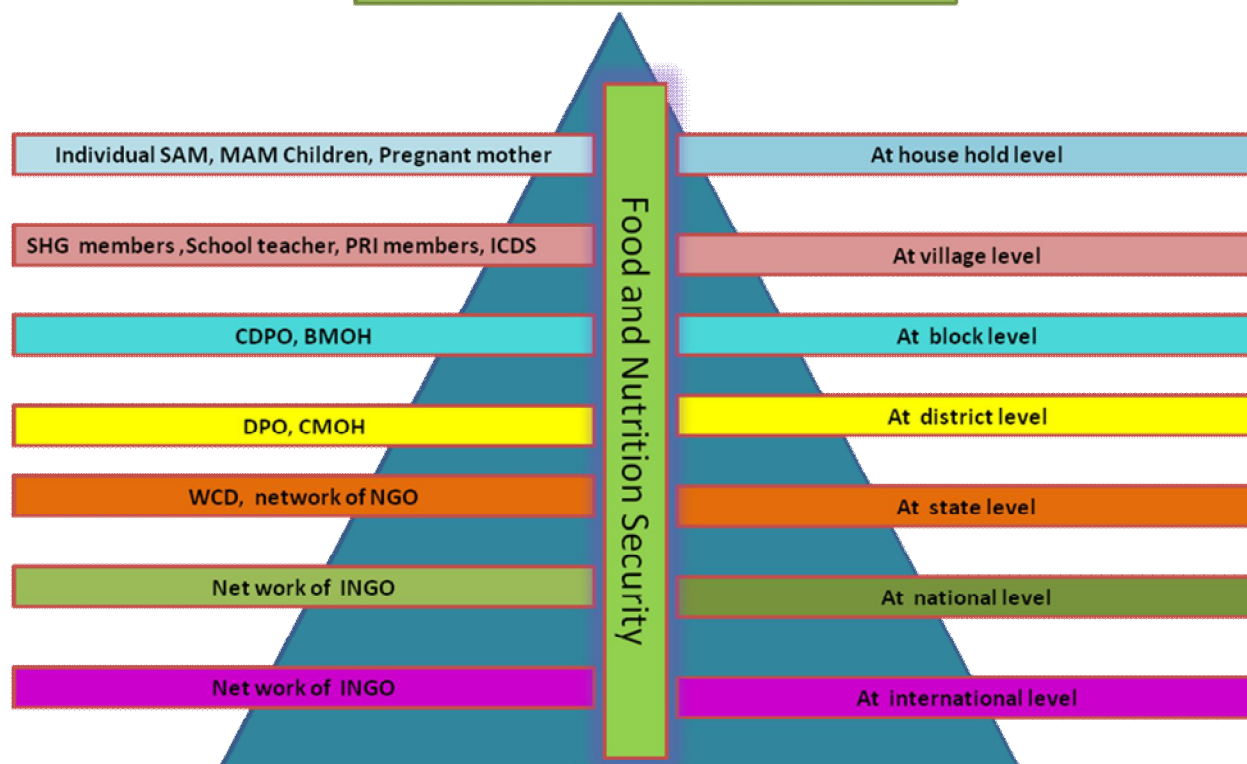 Individual SAM, MAM Children, Pregnant mother
At house hold level
SHG members ,School teacher, PRI members, ICDS
At village level
CDPO, BMOH
At block level
DPO, CMOH
At district level
WCD, network of NGO
At state level
Net work of INGO
At national level
Net work of INGO
At international level
Food and Nutrition Security